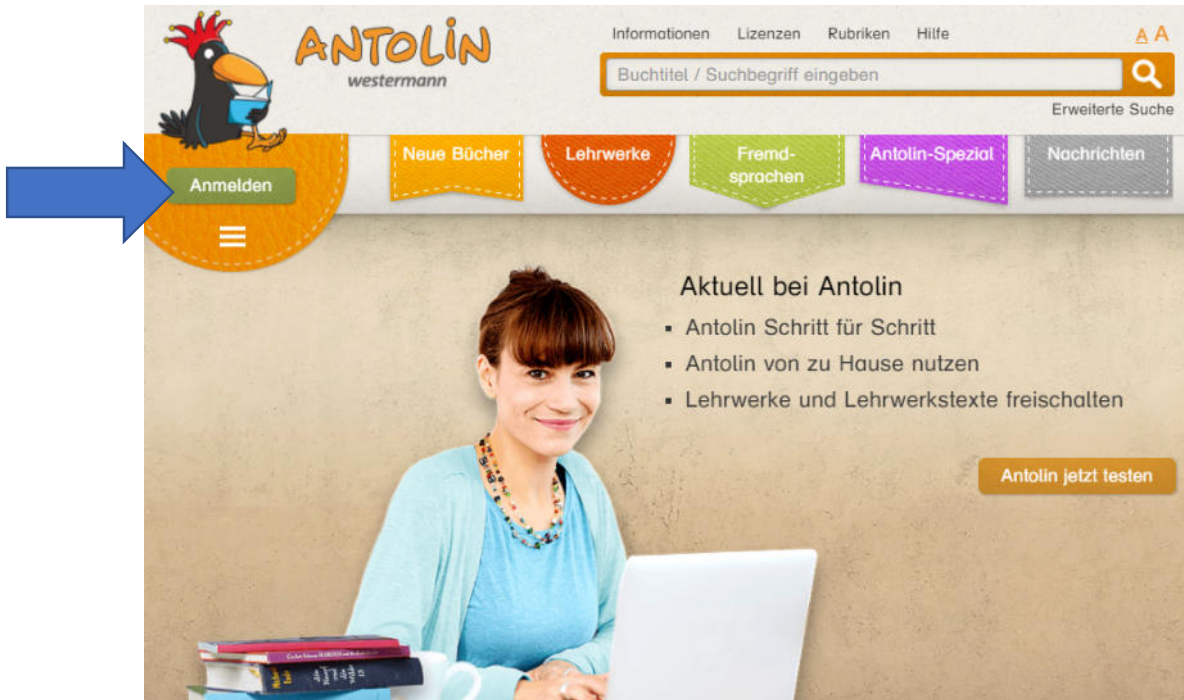 ANTOLIN
westermann
Informationen Lizenzen Rubriken Hilfe A A
Buchtitel / Suchbegriff eingeben
Erweiterte Suche
Anmelden
Neue Bücher
Lehrwerke
Fremd-
sprachen
Antolin-Spezial
Nachrichten
Aktuell bei Antolin
▪ Antolin Schritt für Schritt
▪ Antolin von zu Hause nutzen
▪ Lehrwerke und Lehrwerkstexte freischalten
Antolin jetzt testen